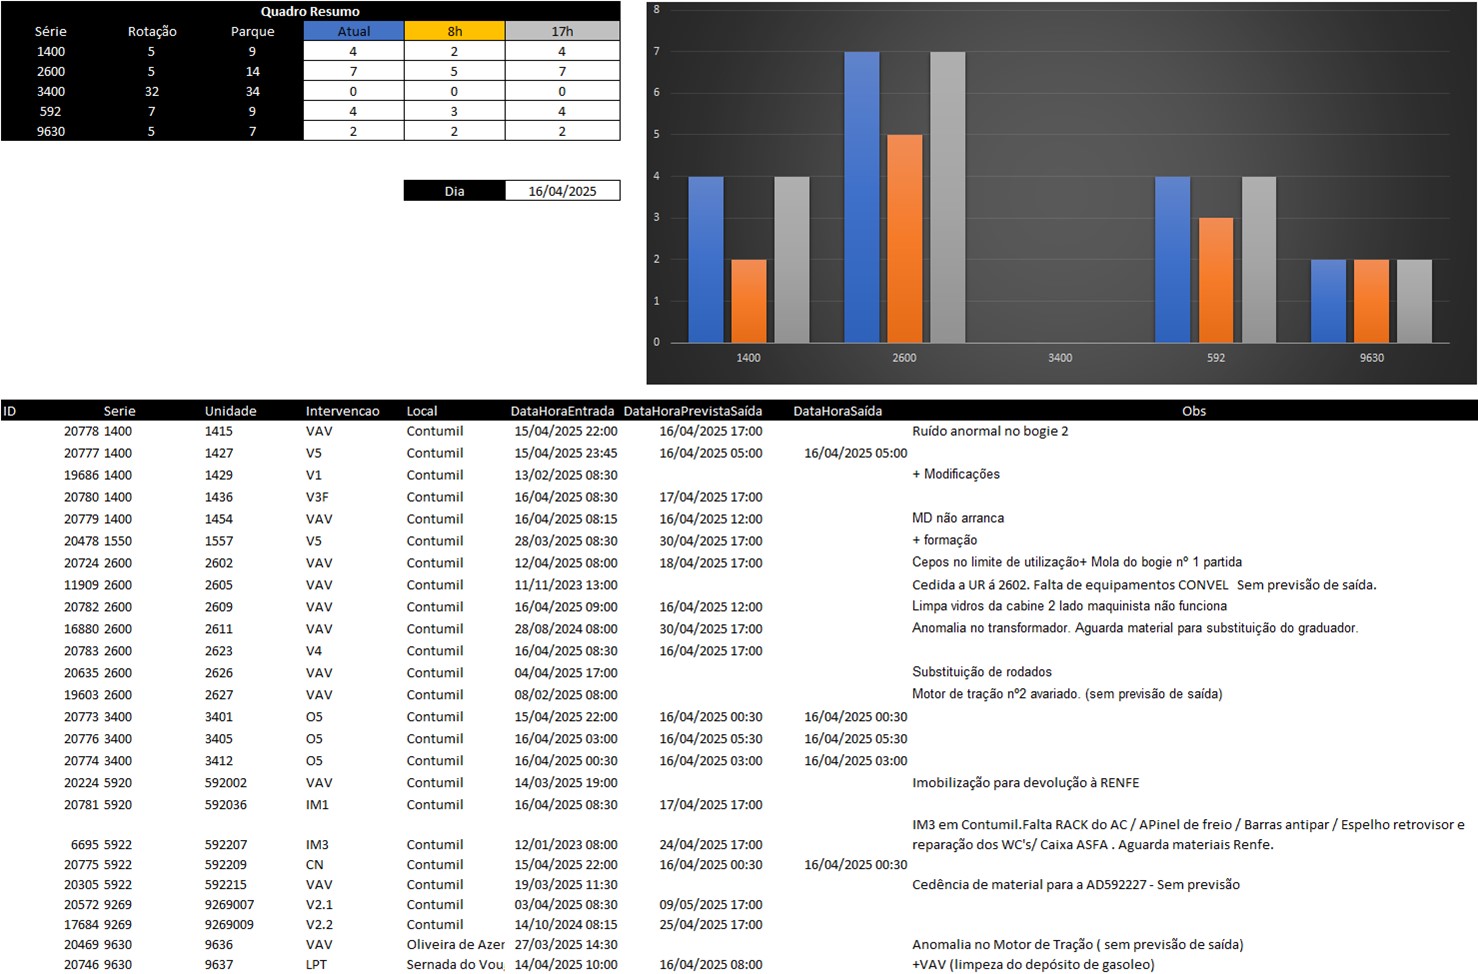 Quadro Resumo
Série Rotação Parque Atual 8h 17h
1400 5 9 4 2 4
2600 5 14 7 5 7
3400 32 34 0 0 0
592 7 9 4 3 4
9630 5 7 2 2 2
Dia 16/04/2025
8
7
6
5
4
3
2
1
0
1400 2600 3400 592 9630
ID Serie Unidade Intervencao Local DataHoraEntrada DataHoraPrevistaSaída DataHoraSaída Obs
20778 1400 1415 VAV Contumil 15/04/2025 22:00 16/04/2025 17:00 Ruído anormal no bogie 2
20777 1400 1427 V5 Contumil 15/04/2025 23:45 16/04/2025 05:00 16/04/2025 05:00
19686 1400 1429 V1 Contumil 13/02/2025 08:30 + Modificações
20780 1400 1436 V3F Contumil 16/04/2025 08:30 17/04/2025 17:00
20779 1400 1454 VAV Contumil 16/04/2025 08:15 16/04/2025 12:00 MD não arranca
20478 1550 1557 V5 Contumil 28/03/2025 08:30 30/04/2025 17:00 + formação
20724 2600 2602 VAV Contumil 12/04/2025 08:00 18/04/2025 17:00 Cepos no limite de utilização+ Mola do bogie nº 1 partida
11909 2600 2605 VAV Contumil 11/11/2023 13:00 Cedida a UR á 2602. Falta de equipamentos CONVEL Sem previsão de saída.
20782 2600 2609 VAV Contumil 16/04/2025 09:00 16/04/2025 12:00 Limpa vidros da cabine 2 lado maquinista não funciona
16880 2600 2611 VAV Contumil 28/08/2024 08:00 30/04/2025 17:00 Anomalia no transformador. Aguarda material para substituição do graduador.
20783 2600 2623 V4 Contumil 16/04/2025 08:30 16/04/2025 17:00
20635 2600 2626 VAV Contumil 04/04/2025 17:00 Substituição de rodados
19603 2600 2627 VAV Contumil 08/02/2025 08:00 Motor de tração nº2 avariado. (sem previsão de saída)
20773 3400 3401 O5 Contumil 15/04/2025 22:00 16/04/2025 00:30 16/04/2025 00:30
20776 3400 3405 O5 Contumil 16/04/2025 03:00 16/04/2025 05:30 16/04/2025 05:30
20774 3400 3412 O5 Contumil 16/04/2025 00:30 16/04/2025 03:00 16/04/2025 03:00
20224 5920 592002 VAV Contumil 14/03/2025 19:00 Imobilização para devolução à RENFE
20781 5920 592036 IM1 Contumil 16/04/2025 08:30 17/04/2025 17:00
IM3 em Contumil.Falta RACK do AC / APinel de freio / Barras antipar / Espelho retrovisor e
6695 5922 592207 IM3 Contumil 12/01/2023 08:00 24/04/2025 17:00 reparação dos WC's/ Caixa ASFA . Aguarda materiais Renfe.
20775 5922 592209 CN Contumil 15/04/2025 22:00 16/04/2025 00:30 16/04/2025 00:30
20305 5922 592215 VAV Contumil 19/03/2025 11:30 Cedência de material para a AD592227 - Sem previsão
20572 9269 9269007 V2.1 Contumil 03/04/2025 08:30 09/05/2025 17:00
17684 9269 9269009 V2.2 Contumil 14/10/2024 08:15 25/04/2025 17:00
20469 9630 9636 VAV Oliveira de Azer 27/03/2025 14:30 Anomalia no Motor de Tração ( sem previsão de saída)
20746 9630 9637 LPT Sernada do Vou 14/04/2025 10:00 16/04/2025 08:00 +VAV (limpeza do depósito de gasoleo)